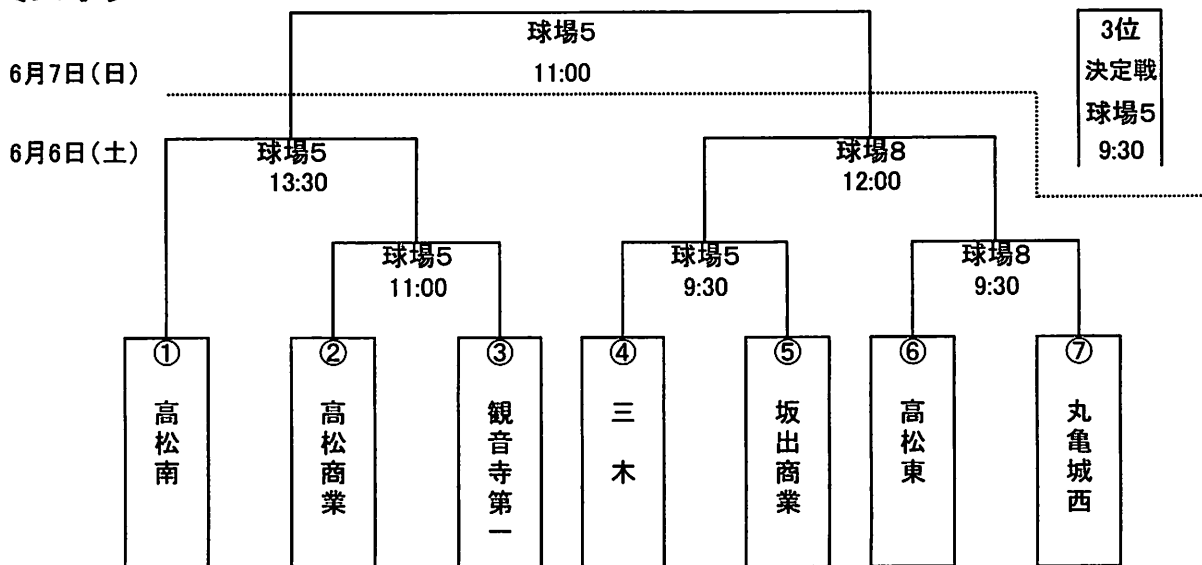 球場5
3位
6月7日(日)
11:00
決定戦
球場5
9:30
6月6日(土)
球場5
13:30
球場8
12:00
球場5
11:00
球場5
9:30
球場8
9:30
①
高松南
②
高松商業
③
観音寺第一
④
三木
⑤
坂出商業
⑥
高松東
⑦
丸亀城西